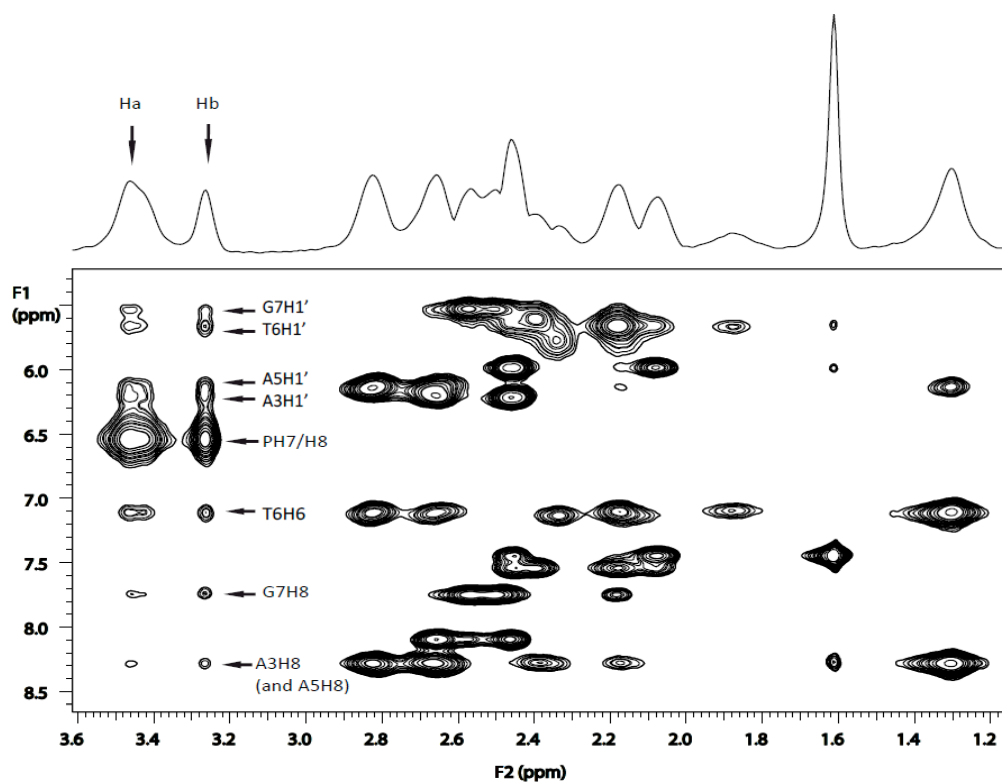 Ha
Hb
F1
(ppm)
G7H1′
T6H1′
6.0
A5H1′
A3H1′
6.5
PH7/H8
7.0
T6H6
7.5
G7H8
8.0
A3H8
(and A5H8)
8.5
3.6 3.4 3.2 3.0 2.8 2.6 2.4 2.2 2.0 1.8 1.6 1.4 1.2
F2 (ppm)